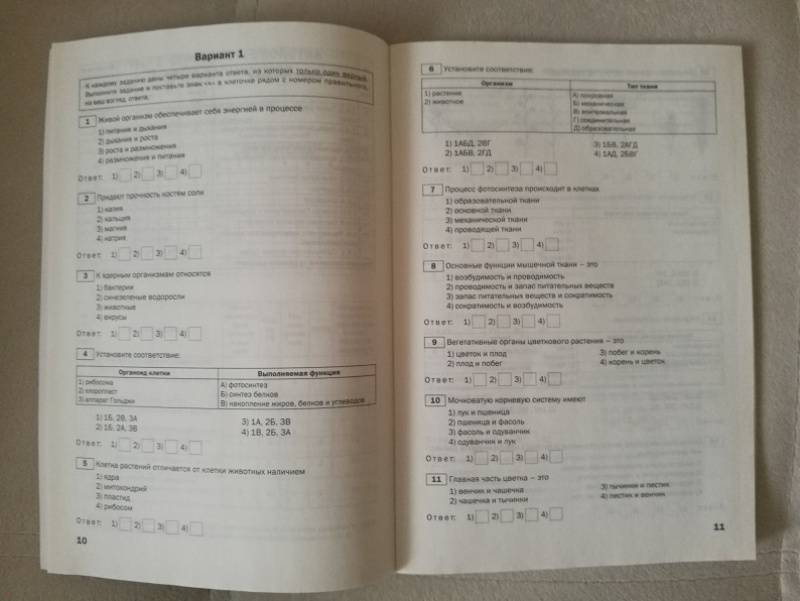 Вариант 1
К каждому заданию даны четыре варианта ответа, из которых только один верный.
Выполните задание и поставьте знак «×» в клеточке рядом с номером правильного,
на ваш взгляд, ответа.
1 Живой организм обеспечивает себя энергией в процессе
1) питания и дыхания
2) дыхания и роста
3) роста и размножения
4) размножения и питания
Ответ: 1) 2) 3) 4)
2 Придают прочность костям соли
1) калия
2) кальция
3) магния
4) натрия
Ответ: 1) 2) 3) 4)
3 К ядерным организмам относятся
1) бактерии
2) синезеленые водоросли
3) животные
4) вирусы
Ответ: 1) 2) 3) 4)
4 Установите соответствие:
Органоид клетки Выполняемая функция
1) рибосома А) фотосинтез
2) хлоропласт Б) синтез белков
3) аппарат Гольджи В) накопление жиров, белков и углеводов
1) 1Б, 2В, 3А 3) 1А, 2Б, 3В
2) 1Б, 2А, 3В 4) 1В, 2Б, 3А
Ответ: 1) 2) 3) 4)
5 Клетка растений отличается от клетки животных наличием
1) ядра
2) митохондрий
3) пластид
4) рибосом
Ответ: 1) 2) 3) 4)
10
6 Установите соответствие:
Организм Тип ткани
1) растение А) покровная
2) животное Б) механическая
В) эпителиальная
Г) соединительная
Д) образовательная
1) 1АБД, 2ВГ 3) 1БВ, 2АГД
2) 1АБВ, 2ГД 4) 1АД, 2БВГ
Ответ: 1) 2) 3) 4)
7 Процесс фотосинтеза происходит в клетках
1) образовательной ткани
2) основной ткани
3) механической ткани
4) проводящей ткани
Ответ: 1) 2) 3) 4)
8 Основные функции мышечной ткани – это
1) возбудимость и проводимость
2) проводимость и запас питательных веществ
3) запас питательных веществ и сократимость
4) сократимость и возбудимость
Ответ: 1) 2) 3) 4)
9 Вегетативные органы цветкового растения – это
1) цветок и плод 3) побег и корень
2) плод и побег 4) корень и цветок
Ответ: 1) 2) 3) 4)
10 Мочковатую корневую систему имеют
1) лук и пшеница
2) пшеница и фасоль
3) фасоль и одуванчик
4) одуванчик и лук
Ответ: 1) 2) 3) 4)
11 Главная часть цветка – это
1) венчик и чашечка 3) тычинки и пестик
2) чашечка и тычинки 4) пестик и венчик
Ответ: 1) 2) 3) 4)
11